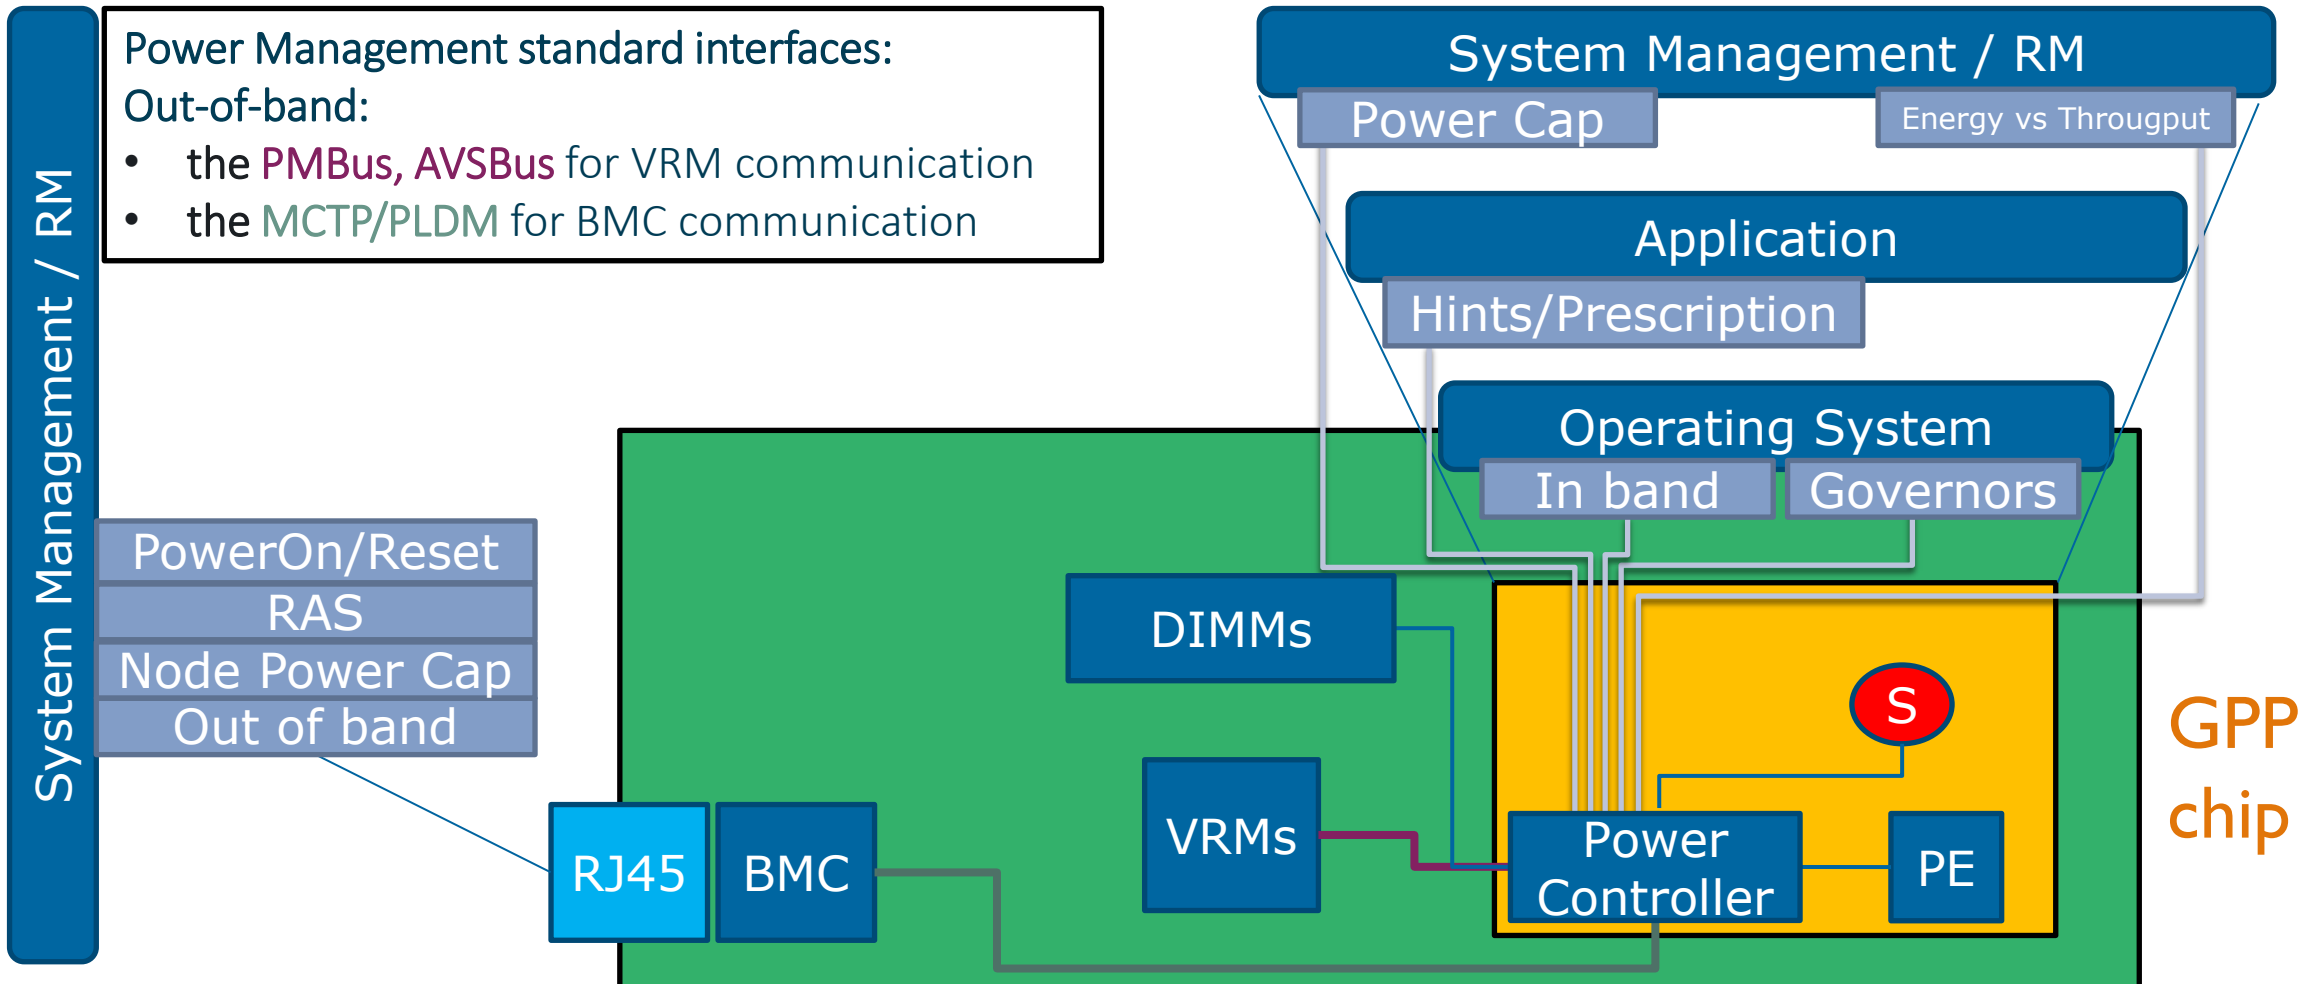 System Management / RM
Power Management standard interfaces:
Out-of-band:
• the PMBus, AVSBus for VRM communication
• the MCTP/PLDM for BMC communication
System Management / RM
Power Cap
Energy vs Througput
Application
Hints/Prescription
Operating System
In band
Governors
PowerOn/Reset
RAS
Node Power Cap
Out of band
DIMMs
S
GPP
chip
VRMs
Power
Controller
PE
RJ45
BMC